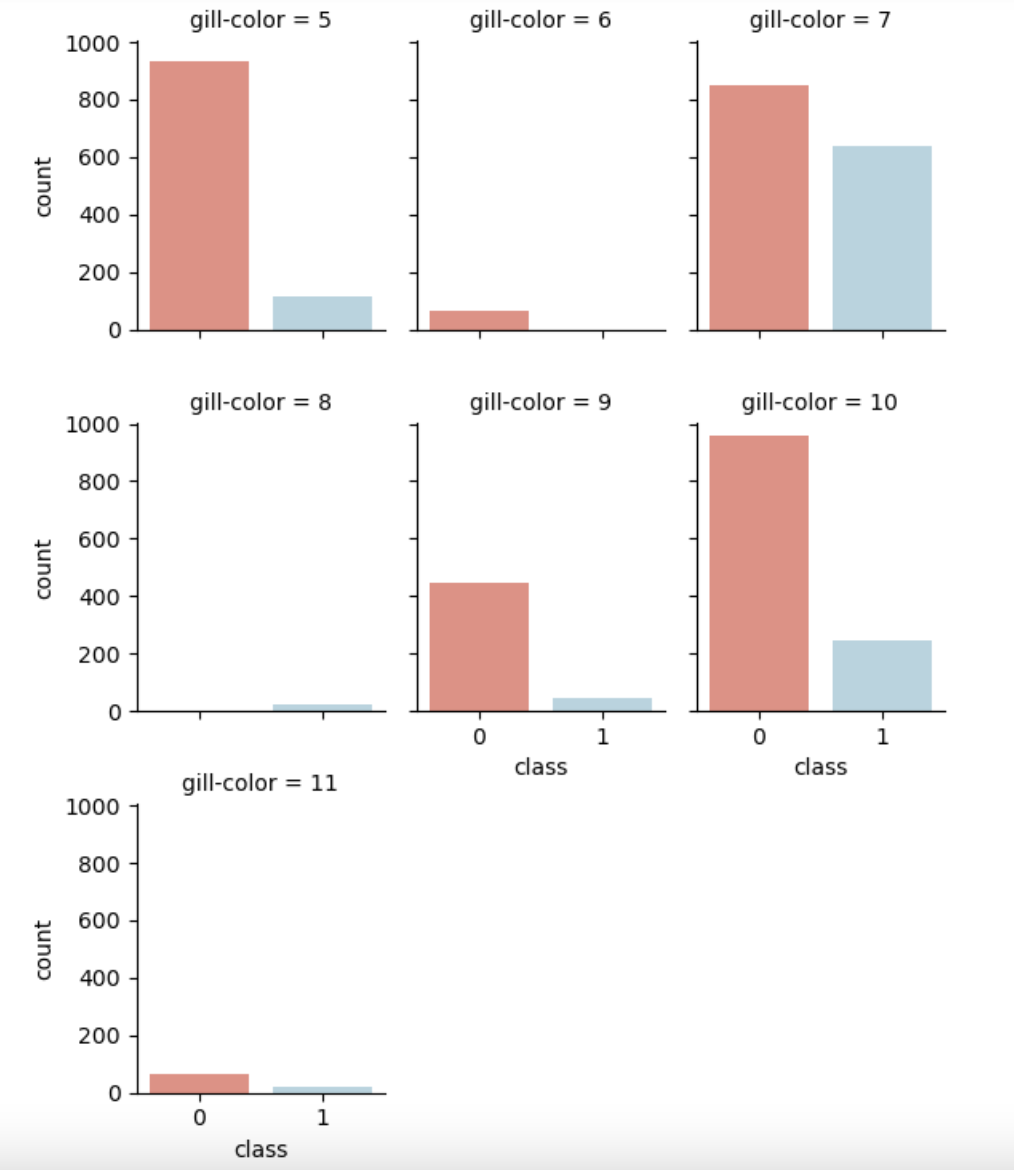 gill-color = 5
gill-color = 6
gill-color = 7
1000
800
600
400
200
0
count
gill-color = 8
gill-color = 9
gill-color = 10
1000
800
600
400
200
0
count
0 1
class
0 1
class
gill-color = 11
1000
800
600
400
200
0
count
0 1
class